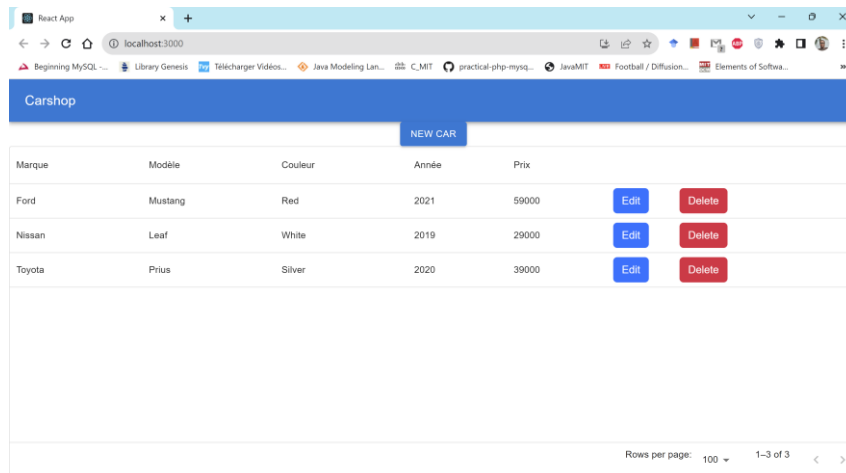 React App
localhost:3000
Beginning MySQL -... Library Genesis Télécharger Vidéos... Java Modeling Lan... C_MIT practical-php-mysq... JavaMIT Football / Diffusion... Elements of Softwa...
Carshop
NEW CAR
Marque Modèle Couleur Année Prix
Ford Mustang Red 2021 59000 Edit Delete
Nissan Leaf White 2019 29000 Edit Delete
Toyota Prius Silver 2020 39000 Edit Delete
Rows per page: 100 1–3 of 3